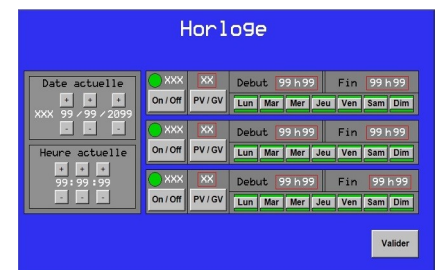 Horloge
Date actuelle
+ + +
XXX 99 / 99 / 2099
- - -
Heure actuelle
+ + +
99 : 99 : 99
- - -
XXX XX Debut 99 h 99 Fin 99 h 99
On / Off PV / GV Lun Mar Mer Jeu Ven Sam Dim
XXX XX Debut 99 h 99 Fin 99 h 99
On / Off PV / GV Lun Mar Mer Jeu Ven Sam Dim
XXX XX Debut 99 h 99 Fin 99 h 99
On / Off PV / GV Lun Mar Mer Jeu Ven Sam Dim
Valider